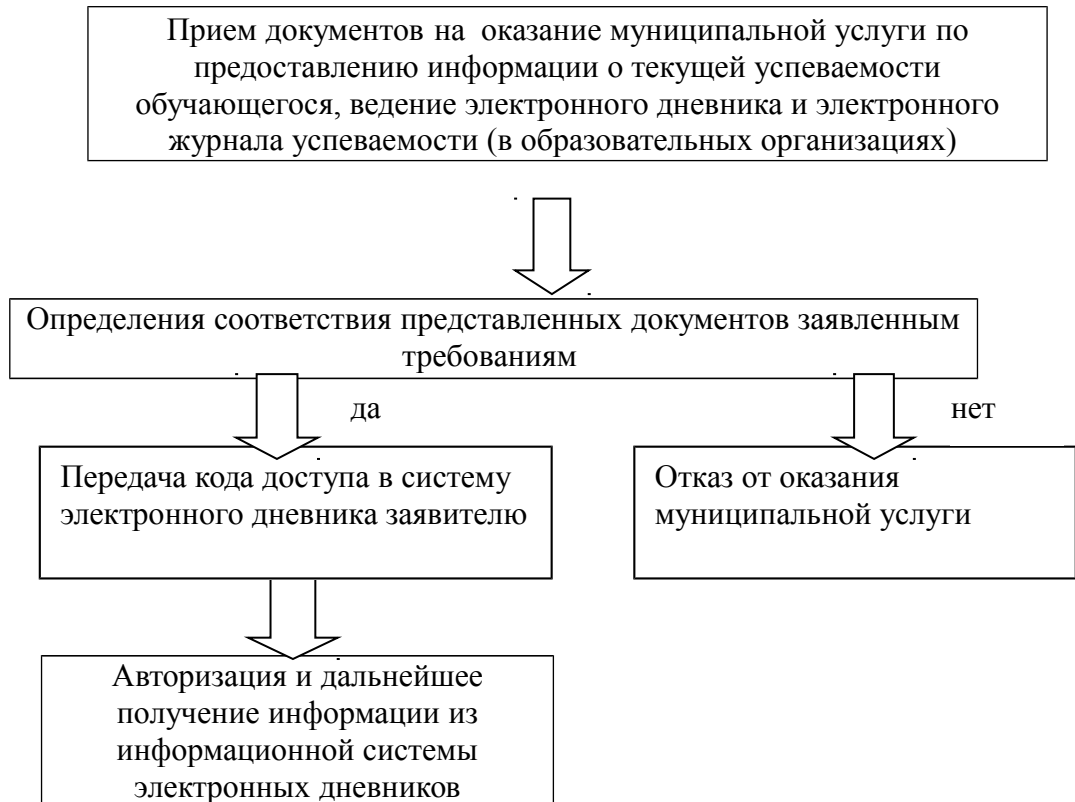 Прием документов на оказание муниципальной услуги по
предоставлению информации о текущей успеваемости
обучающегося, ведение электронного дневника и электронного
журнала успеваемости (в образовательных организациях)
Определения соответствия представленных документов заявленным
требованиям
да
нет
Передача кода доступа в систему
электронного дневника заявителю
Отказ от оказания
муниципальной услуги
Авторизация и дальнейшее
получение информации из
информационной системы
электронных дневников